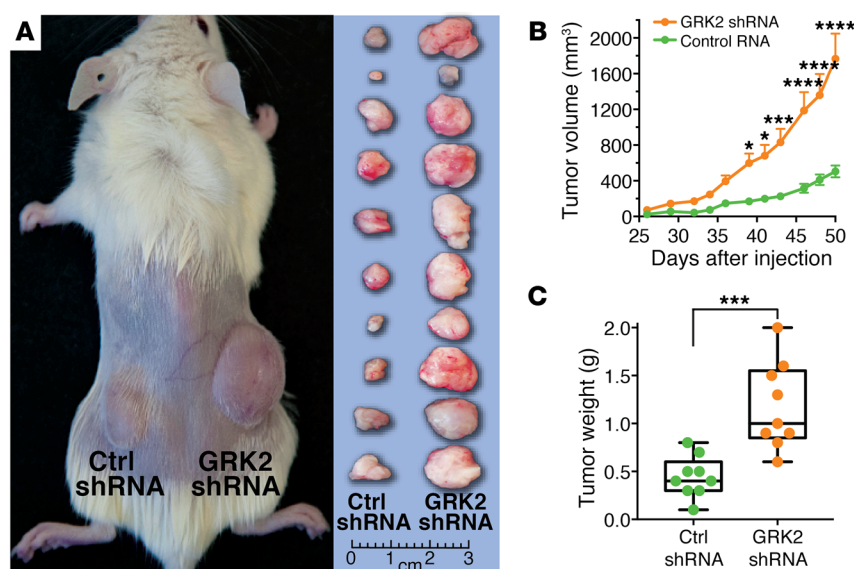 A
Ctrl
shRNA
GRK2
shRNA
Ctrl
shRNA
GRK2
shRNA
0 1 cm 2 3
B
GRK2 shRNA
Control RNA
Tumor volume (mm³)
2000
1600
1200
800
400
0
* * *** **** **** ****
25 30 35 40 45 50
Days after injection
C
***
Tumor weight (g)
2.0
1.5
1.0
0.5
0.0
Ctrl
shRNA
GRK2
shRNA